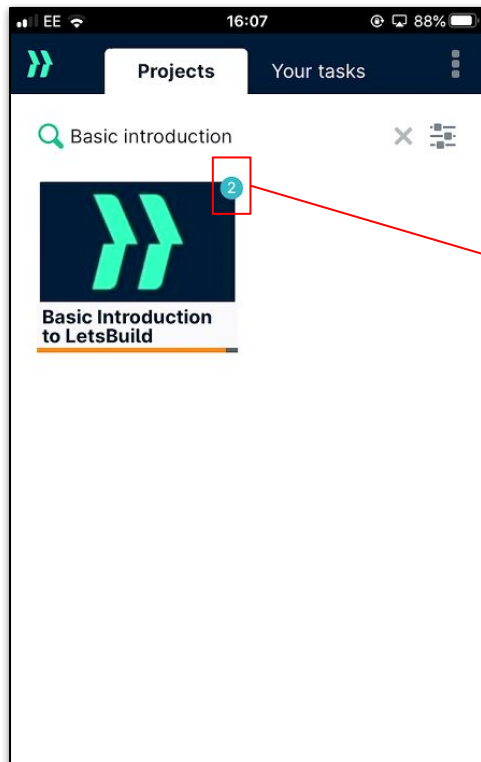 EE 16:07 88%
Projects Your tasks
Basic introduction
2
Basic Introduction
to LetsBuild